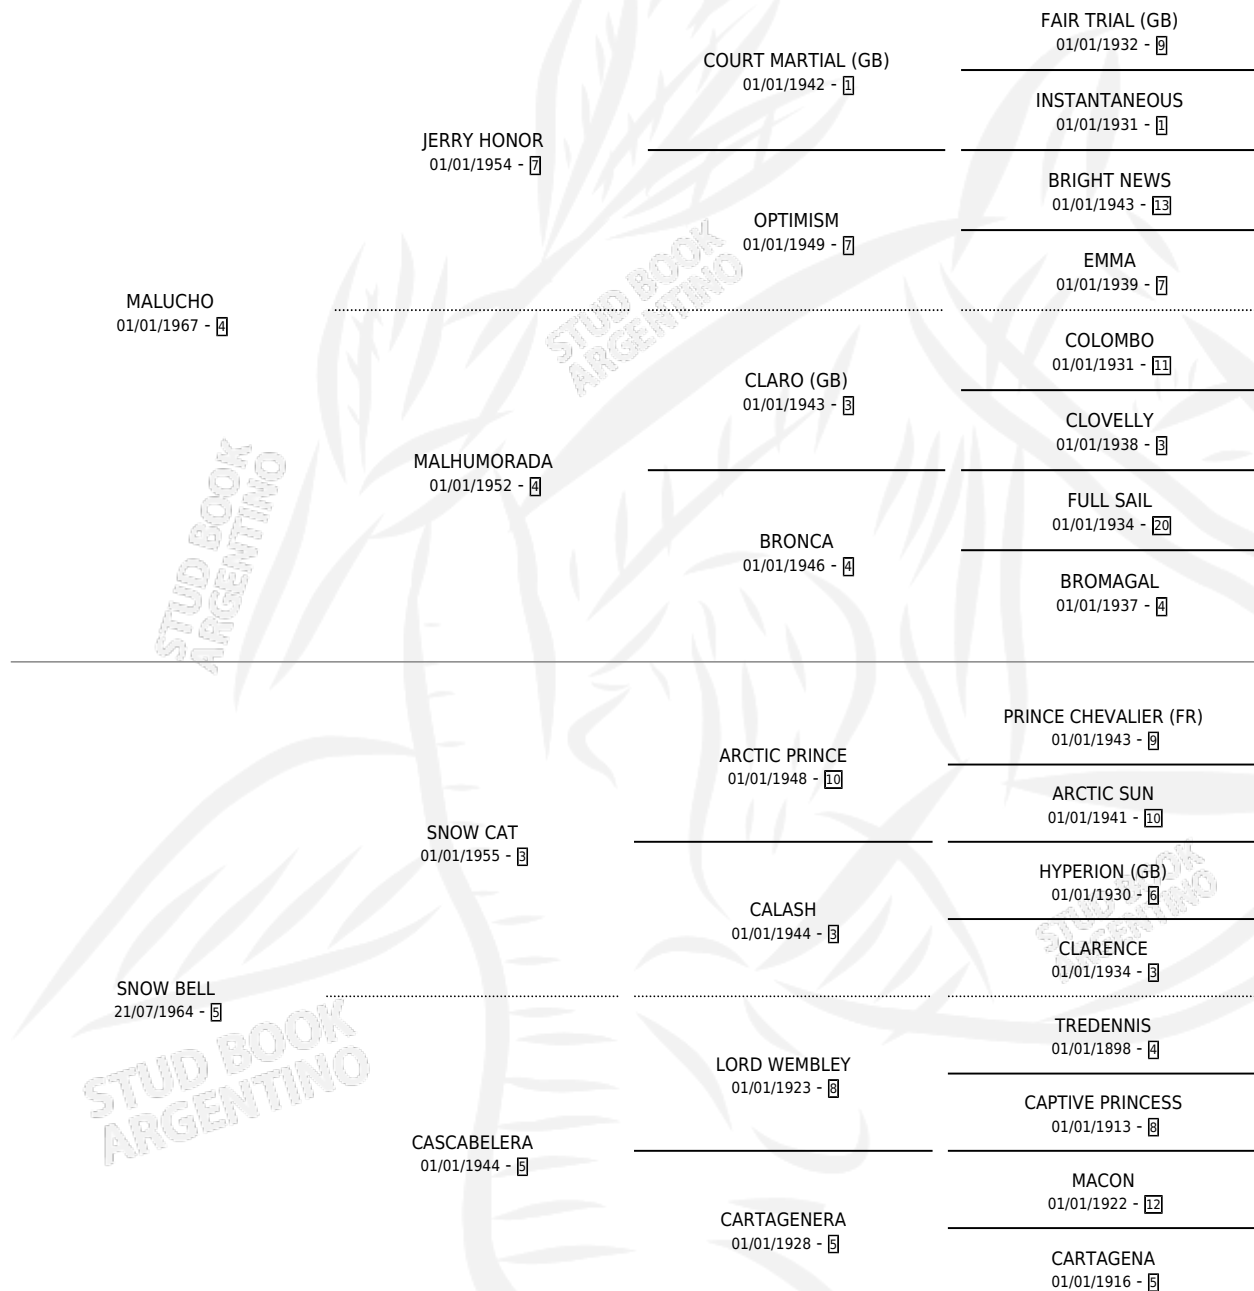 FAIR TRIAL (GB)
01/01/1932 - 9
COURT MARTIAL (GB)
01/01/1942 - 1
INSTANTANEOUS
01/01/1931 - 1
JERRY HONOR
01/01/1954 - 7
BRIGHT NEWS
01/01/1943 - 13
OPTIMISM
01/01/1949 - 7
EMMA
01/01/1939 - 7
MALUCHO
01/01/1967 - 4
COLOMBO
01/01/1931 - 11
CLARO (GB)
01/01/1943 - 3
CLOVELLY
01/01/1938 - 3
MALHUMORADA
01/01/1952 - 4
FULL SAIL
01/01/1934 - 20
BRONCA
01/01/1946 - 4
BROMAGAL
01/01/1937 - 4
PRINCE CHEVALIER (FR)
01/01/1943 - 9
ARCTIC PRINCE
01/01/1948 - 10
ARCTIC SUN
01/01/1941 - 10
SNOW CAT
01/01/1955 - 3
HYPERION (GB)
01/01/1930 - 6
CALASH
01/01/1944 - 3
CLARENCE
01/01/1934 - 3
SNOW BELL
21/07/1964 - 5
TREDENNIS
01/01/1898 - 4
LORD WEMBLEY
01/01/1923 - 8
CAPTIVE PRINCESS
01/01/1913 - 8
CASCABELERA
01/01/1944 - 5
MACON
01/01/1922 - 12
CARTAGENERA
01/01/1928 - 5
CARTAGENA
01/01/1916 - 5
STUD BOOK
ARGENTINO
STUD BOOK
ARGENTINO
STUD BOOK
ARGENTINO
STUD BOOK
ARGENTINO